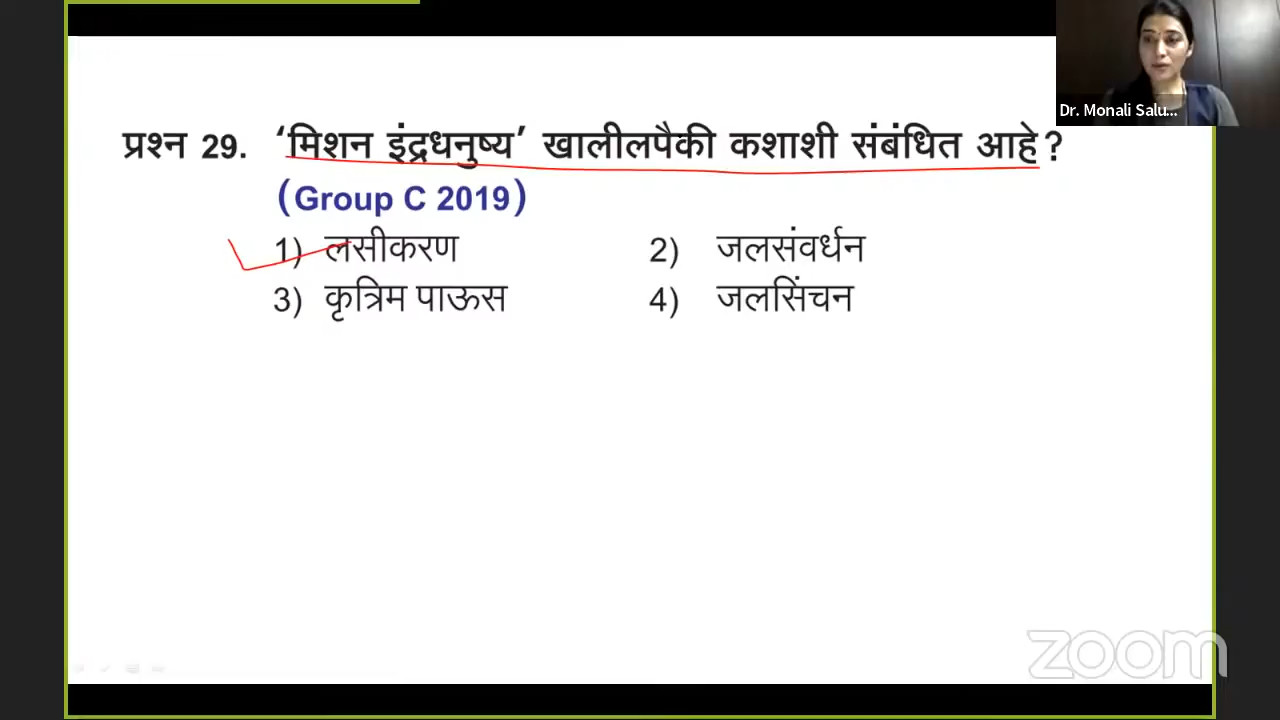 Dr. Monali Salu...
प्रश्न 29. ‘मिशन इंद्रधनुष्य’ खालीलपैकी कशाशी संबंधित आहे?
(Group C 2019)
1) लसीकरण 2) जलसंवर्धन
3) कृत्रिम पाऊस 4) जलसिंचन
zoom